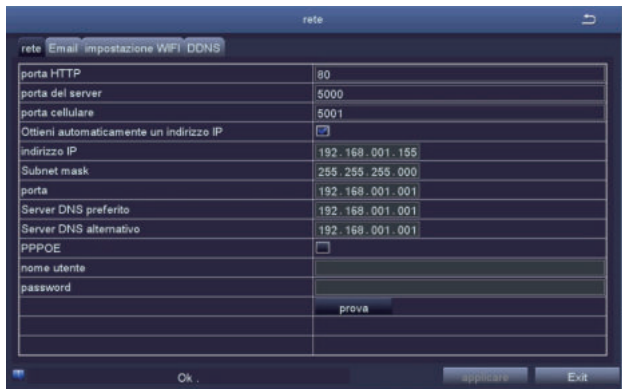 rete
rete Email impostazione WIFI DDNS
porta HTTP 80
porta del server 5000
porta cellulare 5001
Ottieni automaticamente un indirizzo IP
indirizzo IP 192.168.001.155
Subnet mask 255.255.255.000
porta 192.168.001.001
Server DNS preferito 192.168.001.001
Server DNS alternativo 192.168.001.001
PPPOE
nome utente
password
prova
Ok . applicare Exit